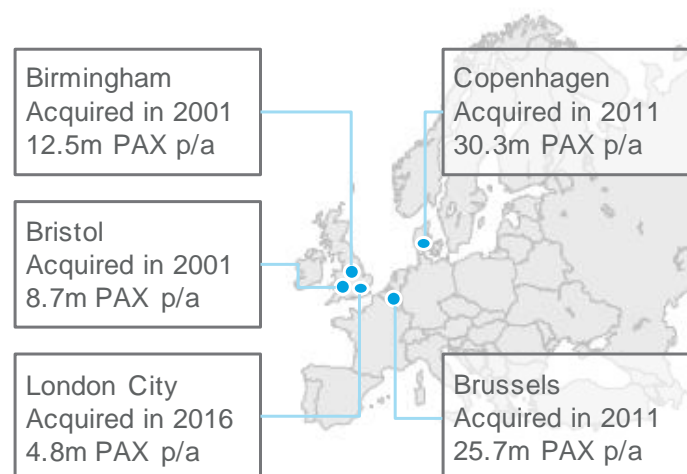 Birmingham
Acquired in 2001
12.5m PAX p/a
Copenhagen
Acquired in 2011
30.3m PAX p/a
Bristol
Acquired in 2001
8.7m PAX p/a
London City
Acquired in 2016
4.8m PAX p/a
Brussels
Acquired in 2011
25.7m PAX p/a